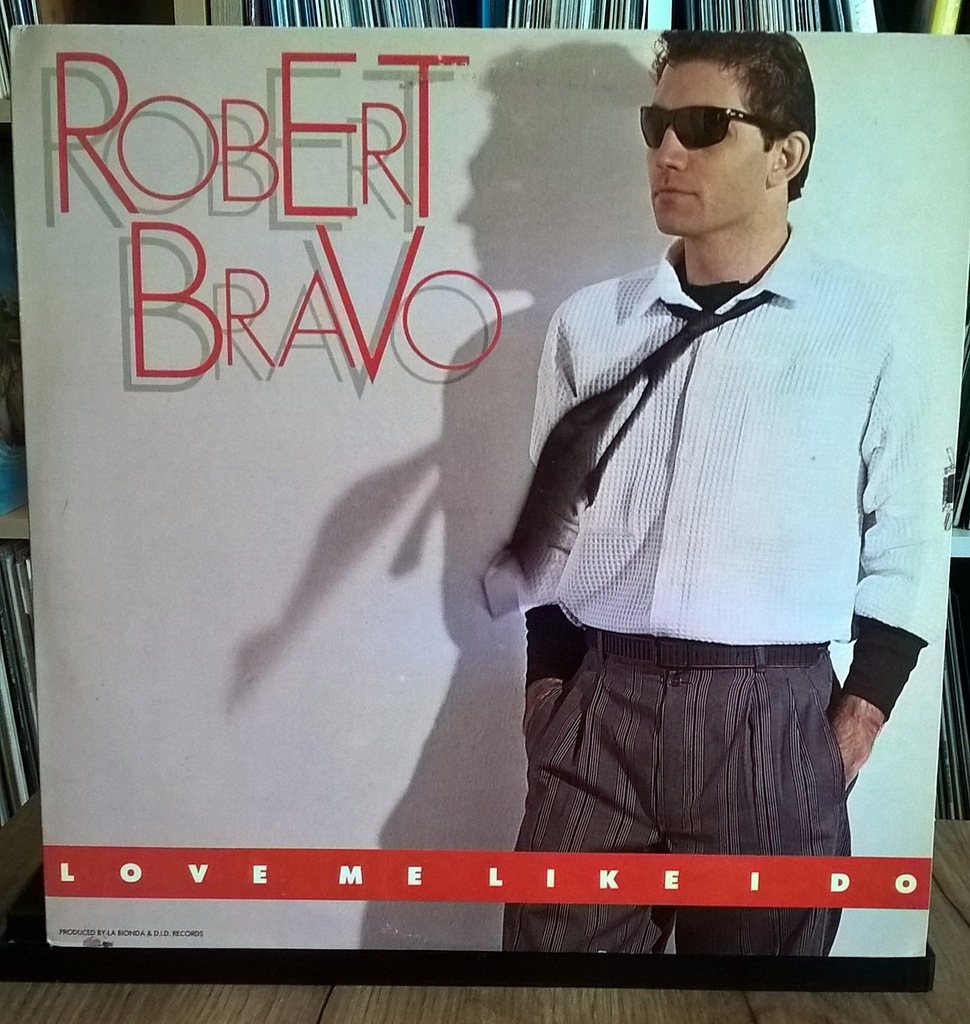 ROBERT
BRAVO
LOVE ME LIKE I DO
PRODUCED BY LA BIONDA & D.I.D. RECORDS